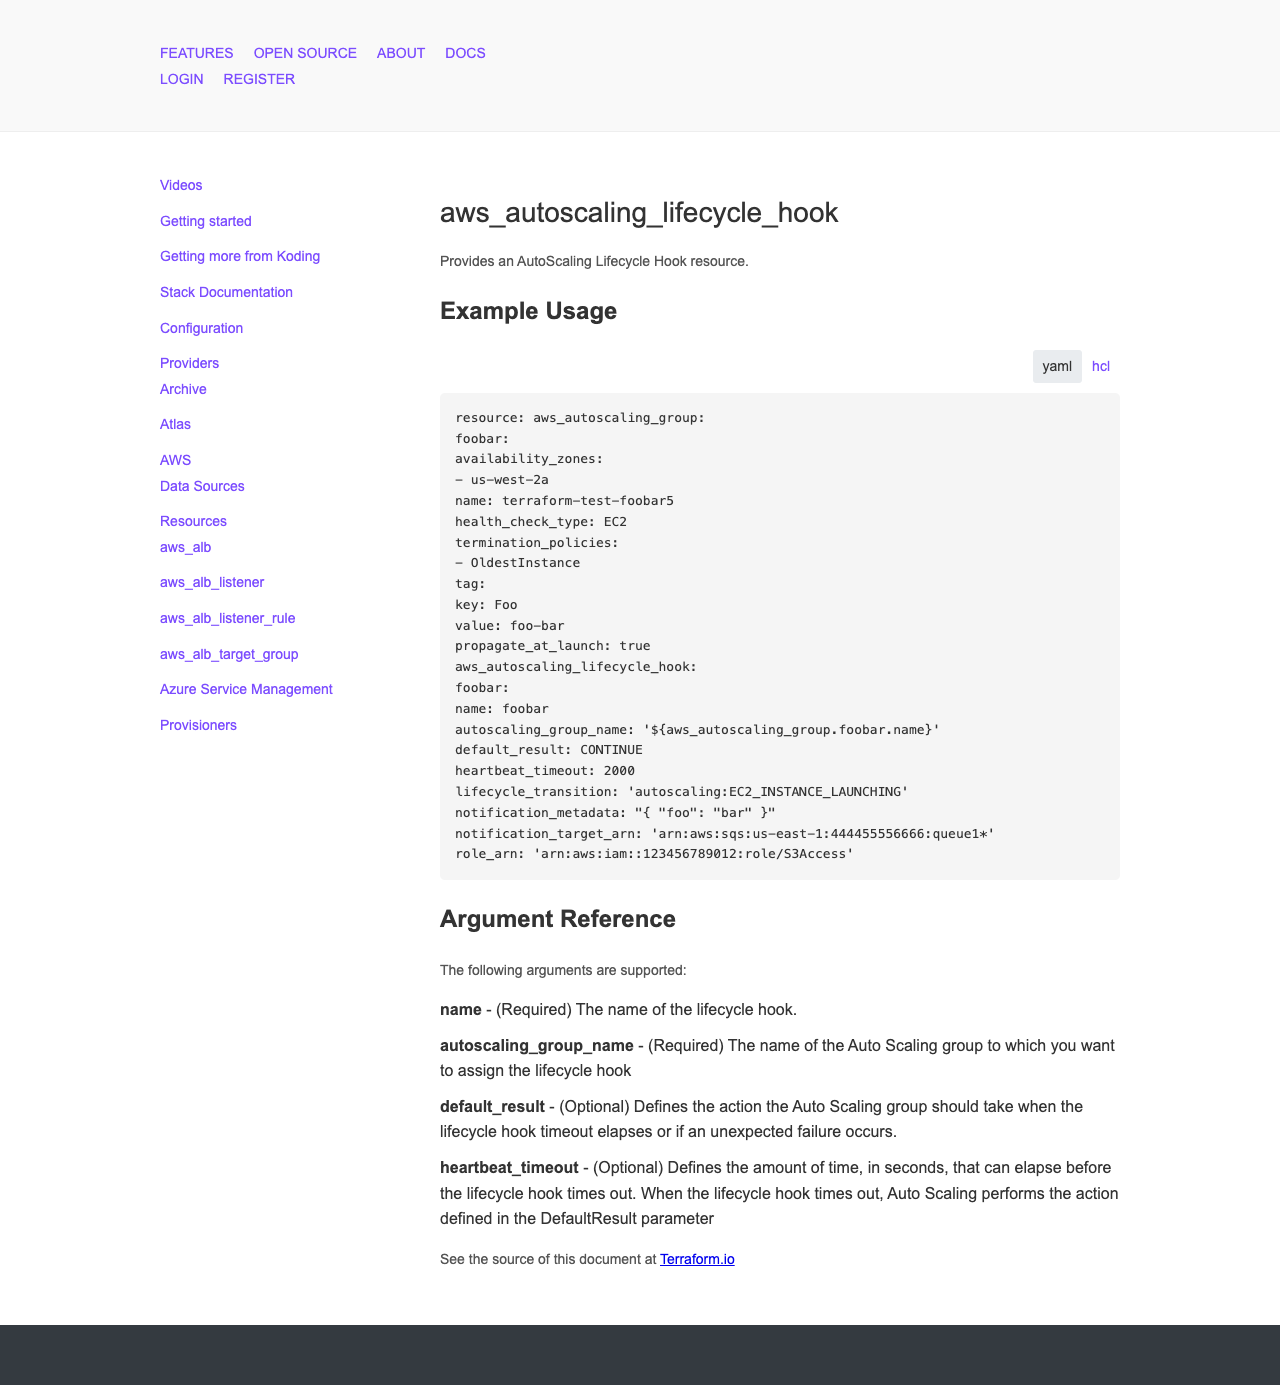 FEATURES OPEN SOURCE ABOUT DOCS
LOGIN REGISTER
Videos
Getting started
Getting more from Koding
Stack Documentation
Configuration
Providers
Archive
Atlas
AWS
Data Sources
Resources
aws_alb
aws_alb_listener
aws_alb_listener_rule
aws_alb_target_group
Azure Service Management
Provisioners
aws_autoscaling_lifecycle_hook
Provides an AutoScaling Lifecycle Hook resource.
Example Usage
yaml hcl
resource: aws_autoscaling_group:
foobar:
availability_zones:
- us-west-2a
name: terraform-test-foobar5
health_check_type: EC2
termination_policies:
- OldestInstance
tag:
key: Foo
value: foo-bar
propagate_at_launch: true
aws_autoscaling_lifecycle_hook:
foobar:
name: foobar
autoscaling_group_name: '${aws_autoscaling_group.foobar.name}'
default_result: CONTINUE
heartbeat_timeout: 2000
lifecycle_transition: 'autoscaling:EC2_INSTANCE_LAUNCHING'
notification_metadata: "{ "foo": "bar" }"
notification_target_arn: 'arn:aws:sqs:us-east-1:444455556666:queue1*'
role_arn: 'arn:aws:iam::123456789012:role/S3Access'
Argument Reference
The following arguments are supported:
name - (Required) The name of the lifecycle hook.
autoscaling_group_name - (Required) The name of the Auto Scaling group to which you want
to assign the lifecycle hook
default_result - (Optional) Defines the action the Auto Scaling group should take when the
lifecycle hook timeout elapses or if an unexpected failure occurs.
heartbeat_timeout - (Optional) Defines the amount of time, in seconds, that can elapse before
the lifecycle hook times out. When the lifecycle hook times out, Auto Scaling performs the action
defined in the DefaultResult parameter
See the source of this document at Terraform.io